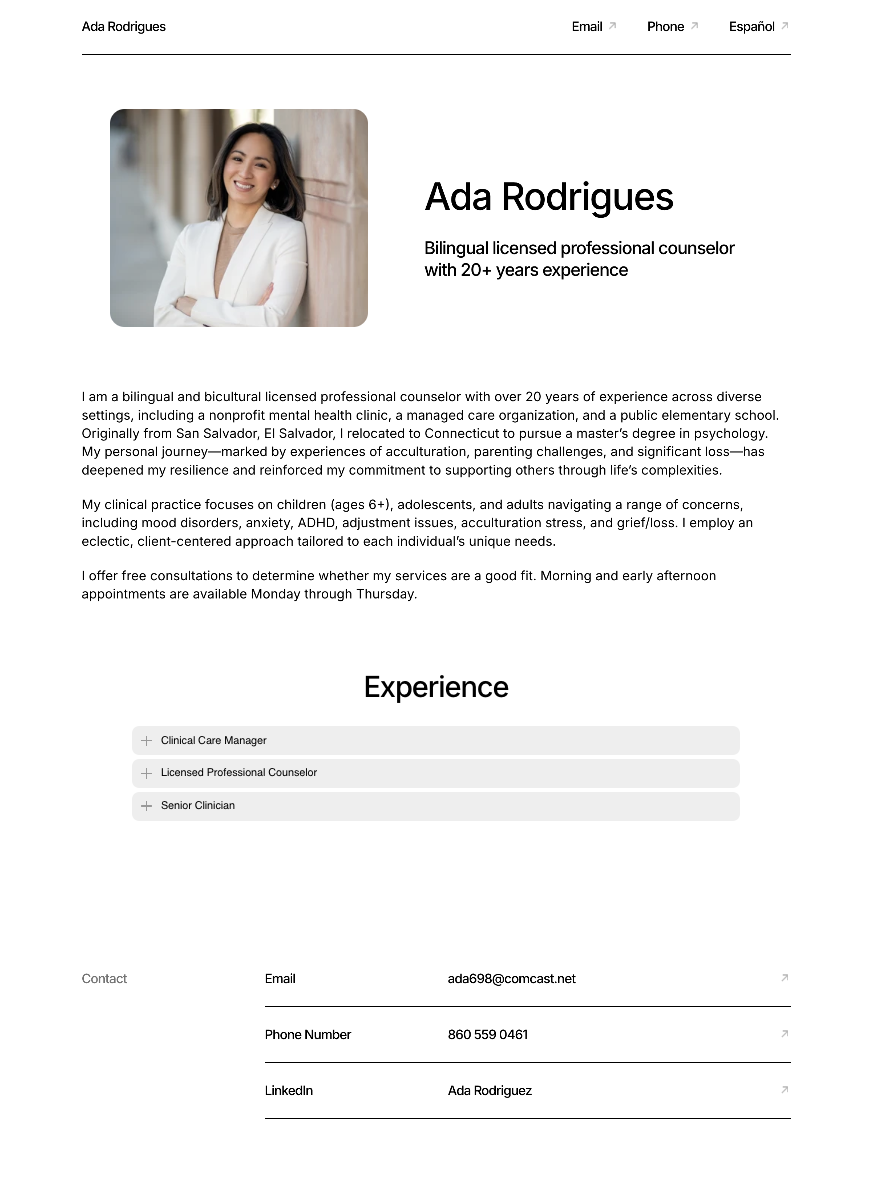 Ada Rodrigues
Email
Phone
Español
Ada Rodrigues
Bilingual licensed professional counselor
with 20+ years experience
I am a bilingual and bicultural licensed professional counselor with over 20 years of experience across diverse
settings, including a nonprofit mental health clinic, a managed care organization, and a public elementary school.
Originally from San Salvador, El Salvador, I relocated to Connecticut to pursue a master’s degree in psychology.
My personal journey—marked by experiences of acculturation, parenting challenges, and significant loss—has
deepened my resilience and reinforced my commitment to supporting others through life’s complexities.
My clinical practice focuses on children (ages 6+), adolescents, and adults navigating a range of concerns,
including mood disorders, anxiety, ADHD, adjustment issues, acculturation stress, and grief/loss. I employ an
eclectic, client-centered approach tailored to each individual’s unique needs.
I offer free consultations to determine whether my services are a good fit. Morning and early afternoon
appointments are available Monday through Thursday.
Experience
Clinical Care Manager
Licensed Professional Counselor
Senior Clinician
Contact
Email
ada698@comcast.net
Phone Number
860 559 0461
LinkedIn
Ada Rodriguez